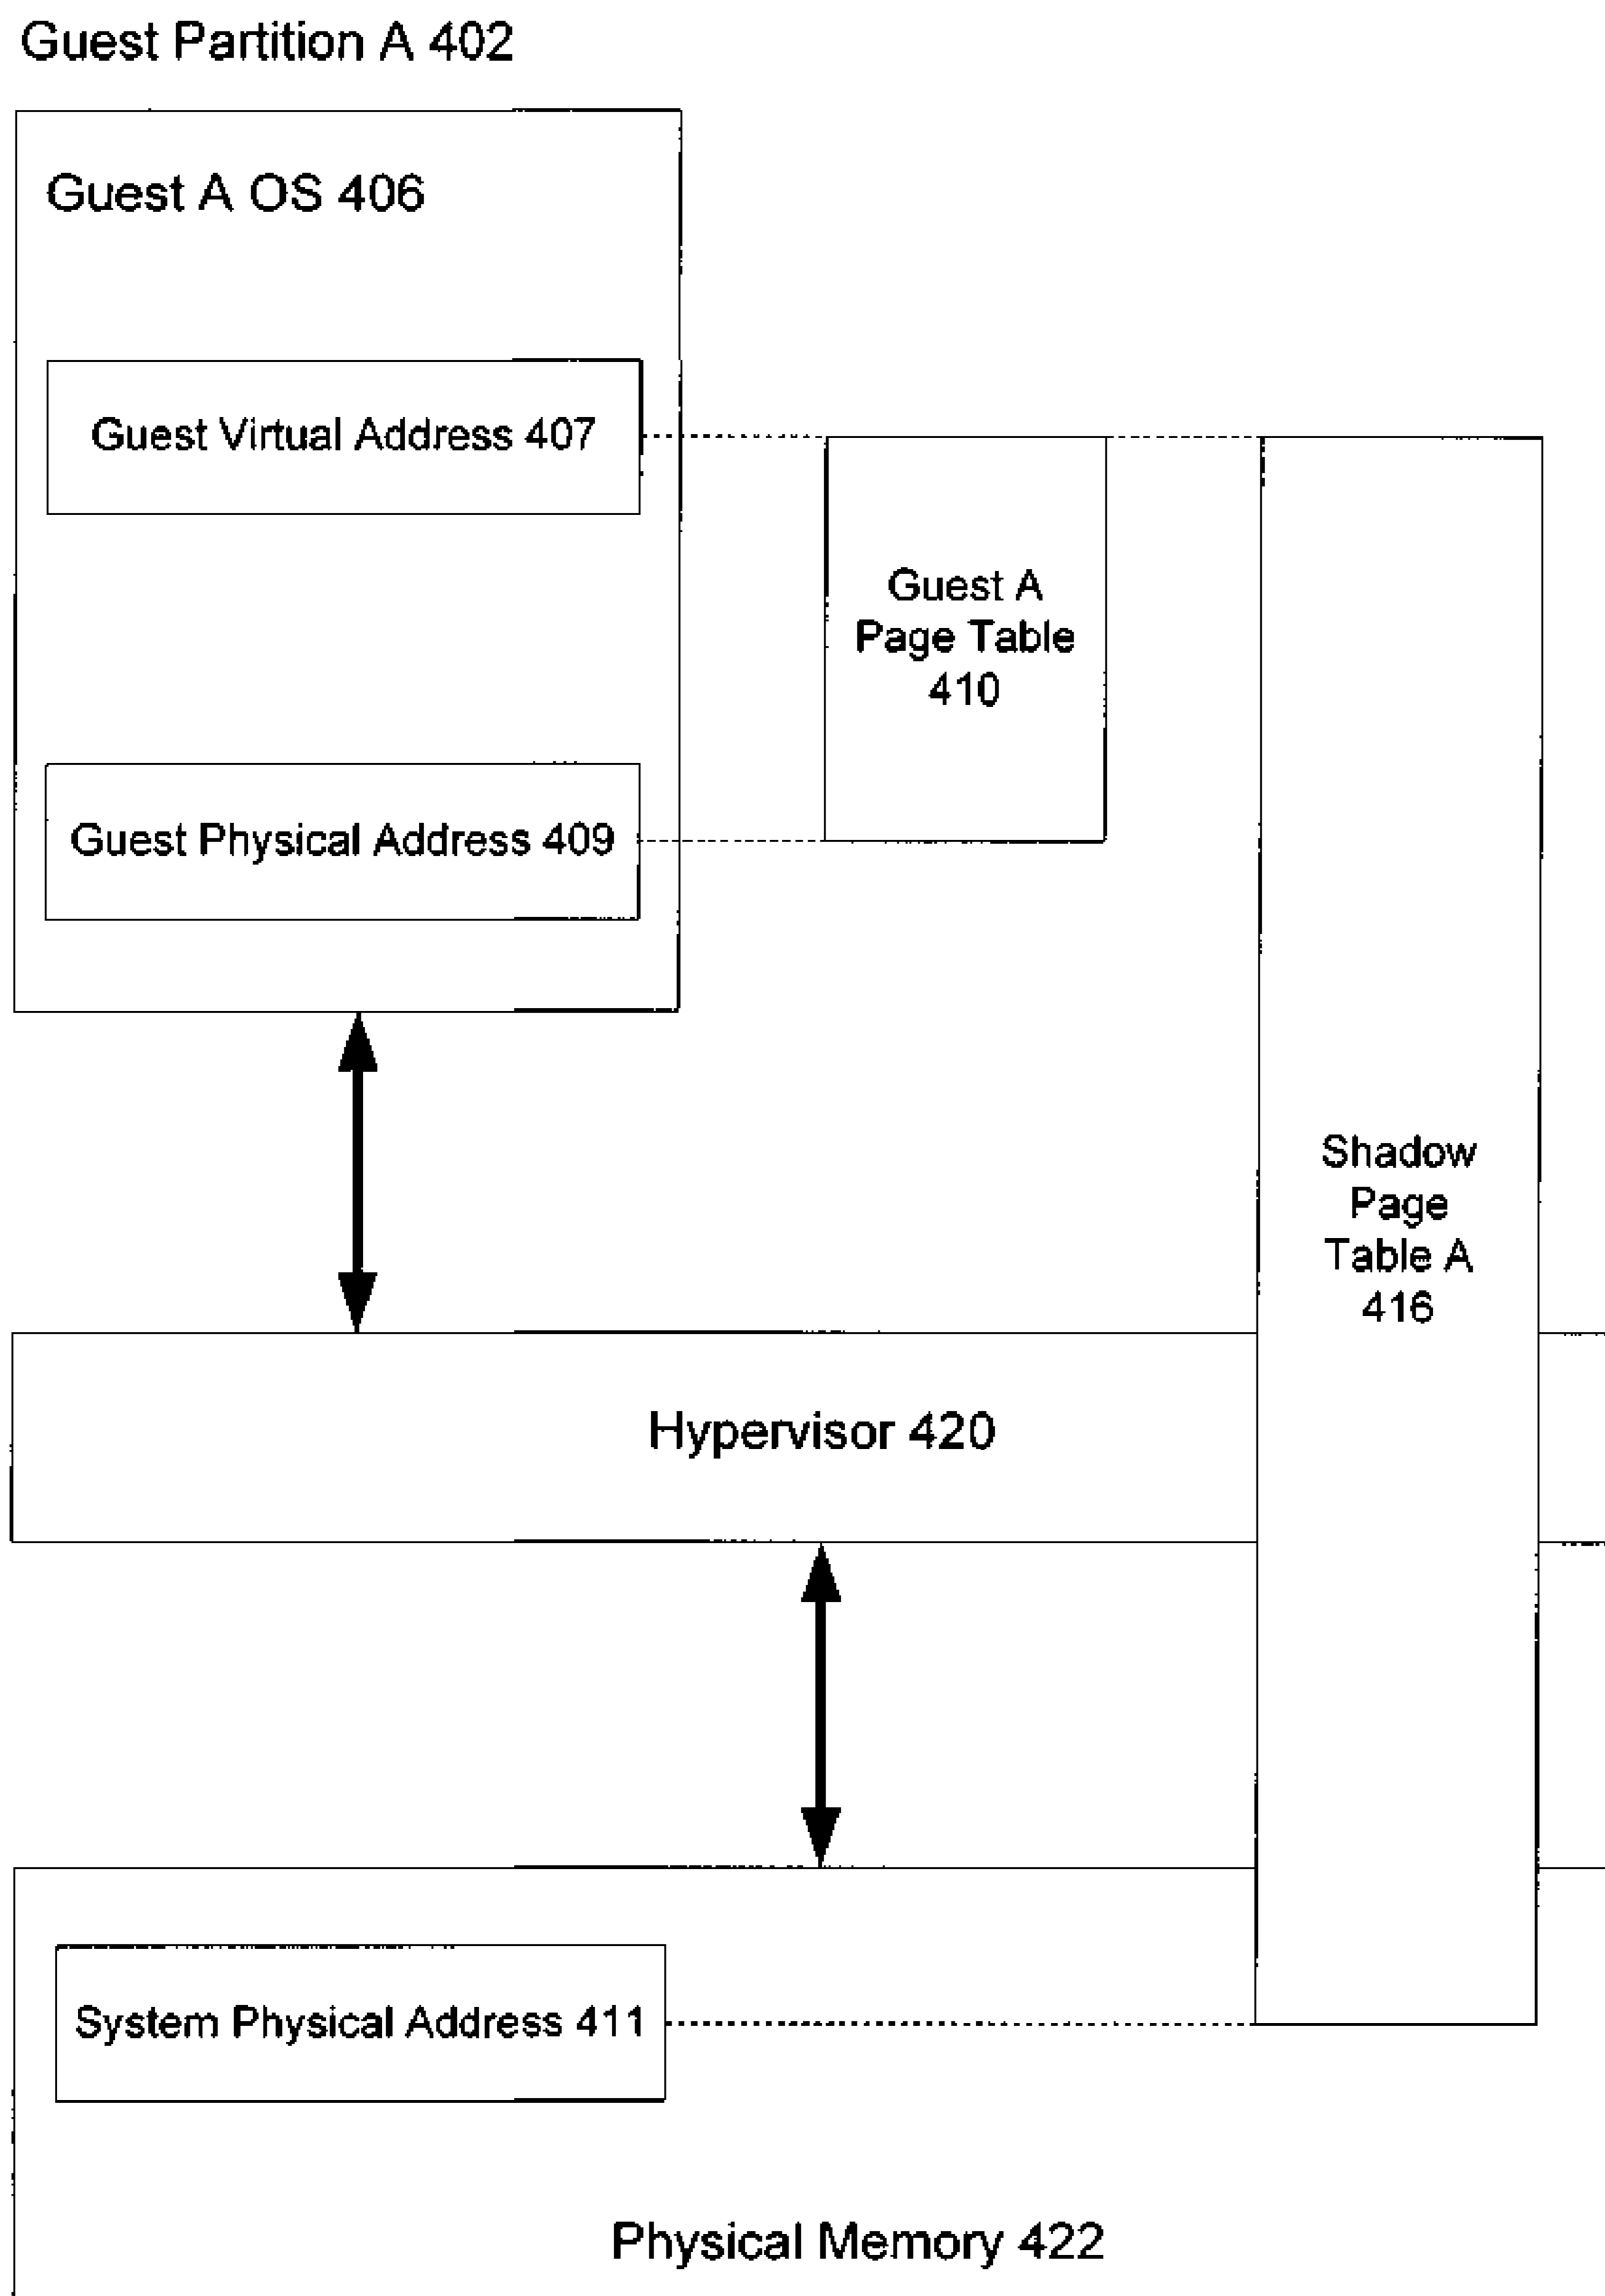 Guest Partition A 402
Guest A OS 406
Guest Virtual Address 407
Guest A
Page Table
410
Guest Physical Address 409
Shadow
Page
Table A
416
Hypervisor 420
System Physical Address 411
Physical Memory 422